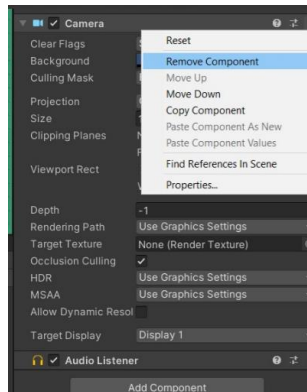 Camera
Clear Flags
Background
Culling Mask
Projection
Size
Clipping Planes
Viewport Rect
Reset
Remove Component
Move Up
Move Down
Copy Component
Paste Component As New
Paste Component Values
Find References In Scene
Properties...
Depth -1
Rendering Path Use Graphics Settings
Target Texture None (Render Texture)
Occlusion Culling
HDR Use Graphics Settings
MSAA Use Graphics Settings
Allow Dynamic Resol
Target Display Display 1
Audio Listener
Add Component